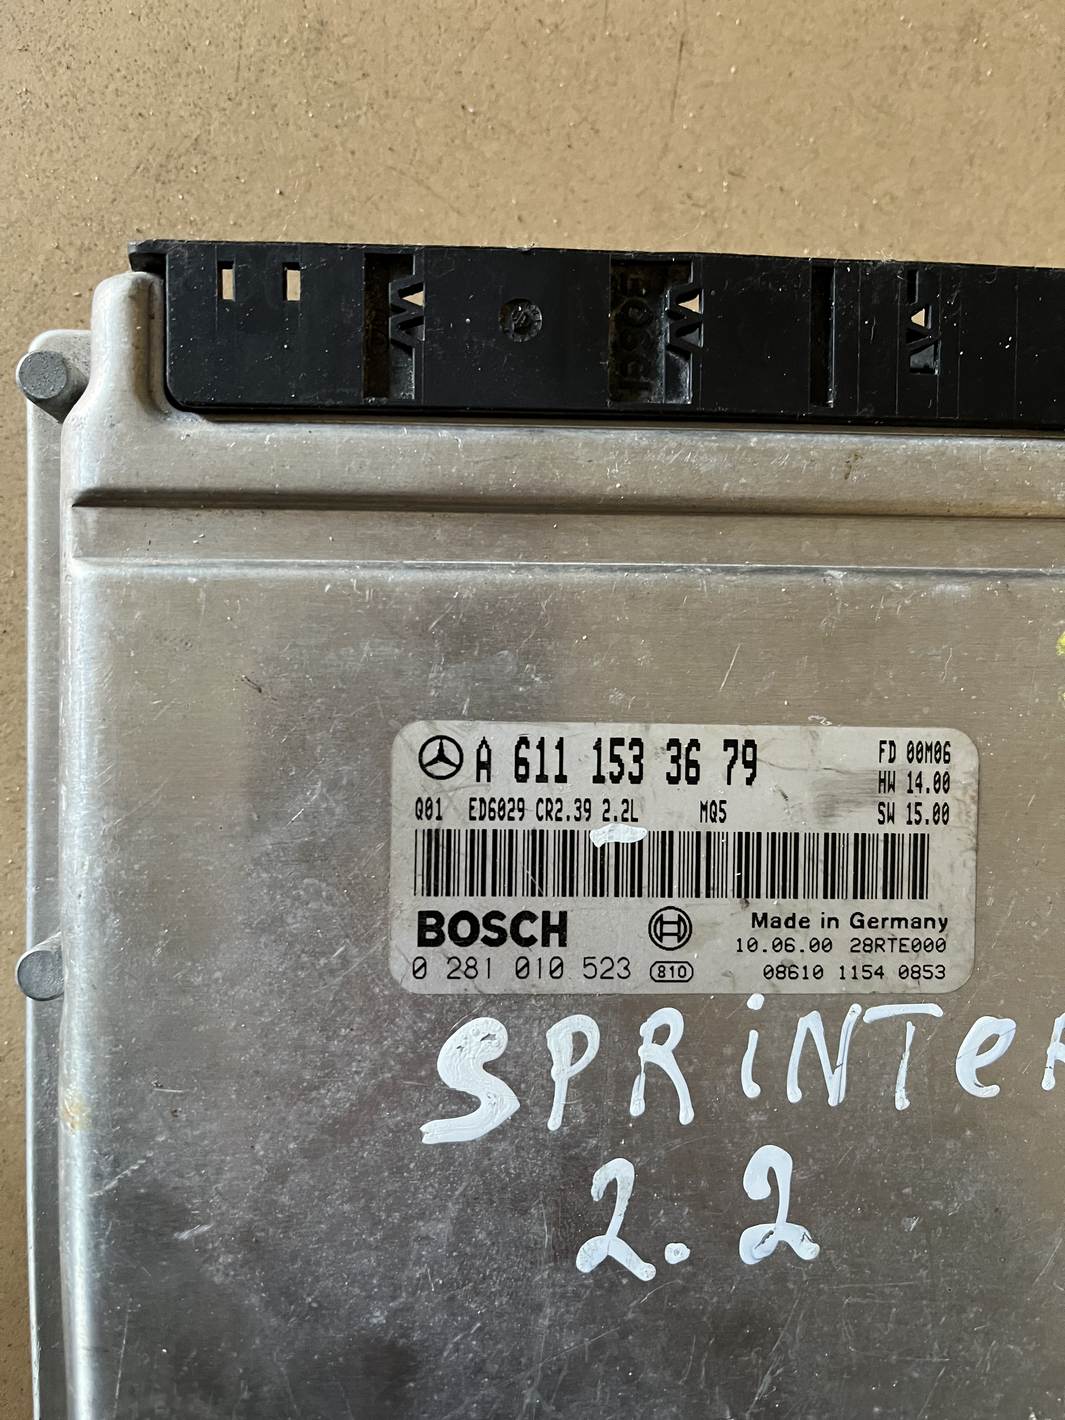 A 611 153 36 79
FD 00M06
HW 14.00
Q01 ED6029 CR2.39 2.2L MQ5
SW 15.00
BOSCH
Made in Germany
10.06.00 28RTE000
0 281 010 523 810
08610 1154 0853
SPRiNTeR
2.2